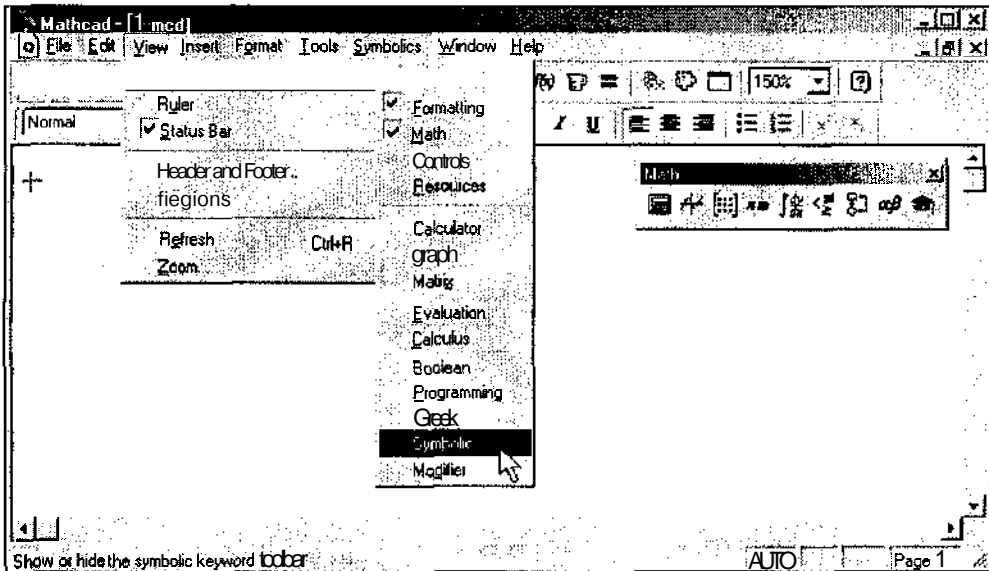 Mathcad - [1 mcd]
File Edit View Insert Format Tools Symbolics Window Help
150%
Normal
Ruler
Status Bar
Header and Footer..
fiegions
Refresh Ctrl+R
Zoom
Formatting
Math
Controls
Resources
Calculator
graph
Matrix
Evaluation
Calculus
Boolean
Programming
Greek
Symbolic
Modifier
Math
Show or hide the symbolic keyword toolbar
AUTO
Page 1